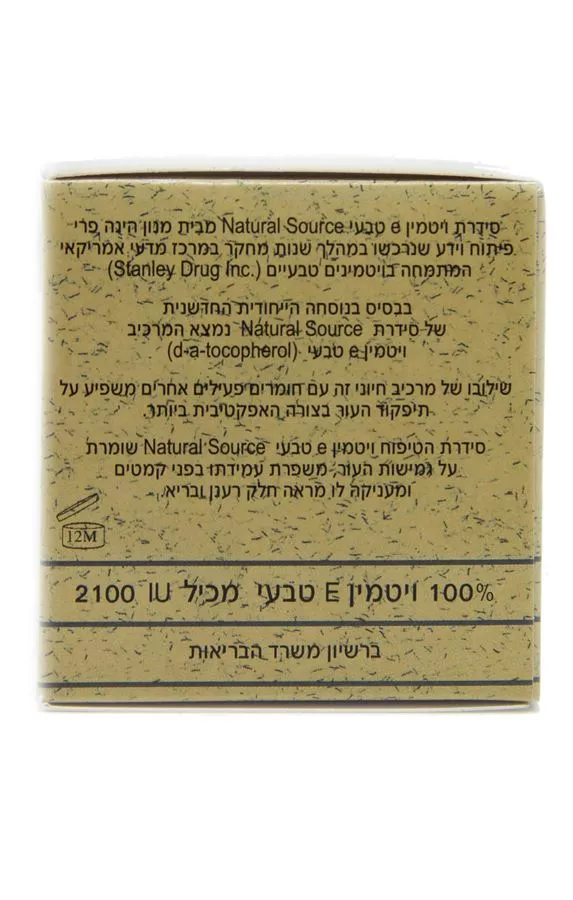 סידרת ויטמין e טבעי Natural Source מבית מנון הינה פרי
פיתוח וידע שנרכשו במהלך שנות מחקר במרכז מדעי אמריקאי
המתמחה בויטמינים טבעיים (Stanley Drug Inc.)
בבסיס בנוסחה הייחודית החדשנית
של סידרת Natural Source נמצא המרכיב
ויטמין e טבעי (d-a-tocopherol)
שילובו של מרכיב חיוני זה עם חומרים פעילים אחרים משפיע על
תיפקוד העור בצורה האפקטיבית ביותר.
סידרת הטיפוח ויטמין e טבעי Natural Source שומרת
על גמישות העור, משפרת עמידתו בפני קמטים
ומעניקה לו מראה חלק רענן ובריא.
12M
100% ויטמין E טבעי מכיל 2100 IU
ברשיון משרד הבריאות